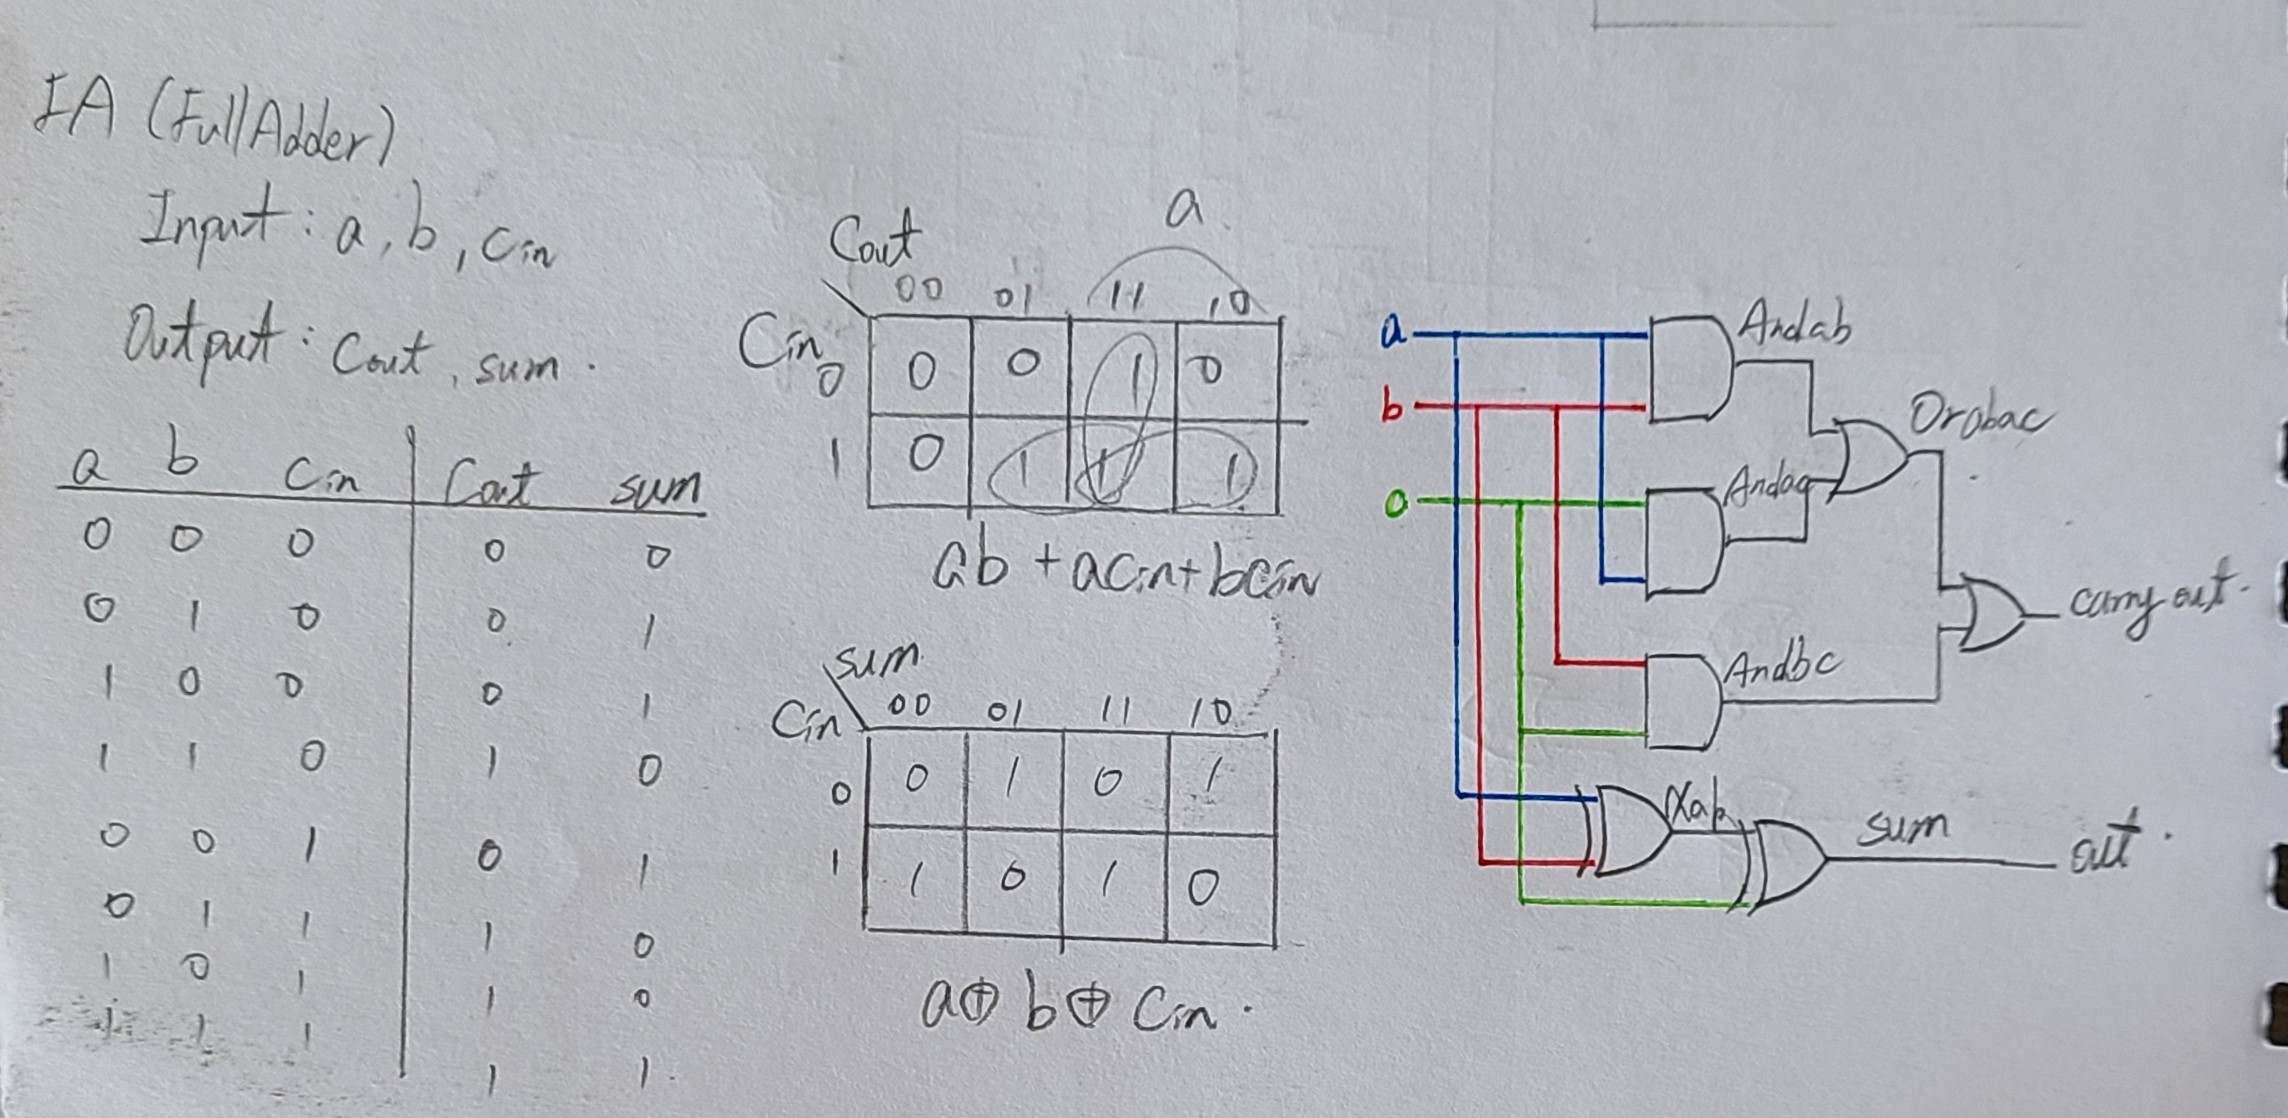 FA (FullAdder)
Input : a, b, Cin
Output : Cout, sum.
a b Cin Cout sum
0 0 0 0 0
0 1 0 0 1
1 0 0 0 1
1 1 0 1 0
0 0 1 0 1
0 1 1 1 0
1 0 1 1 0
1 1 1 1 1
a
Cout
00 01 11 10
Cin
0 0 0 1 0
1 0 1 1 1
ab + acin + bcin
sum
Cin
00 01 11 10
0 0 1 0 1
1 1 0 1 0
a⊕ b⊕ Cin.
a
b
Andab
Orabac
carry out.
Andbc
Xab
sum
out.